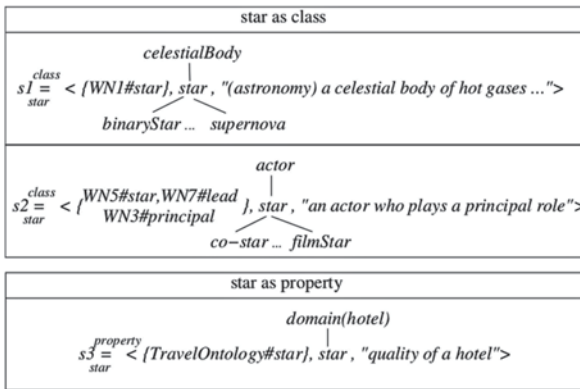 star as class
celestialBody
s1 class = star < {WN1#star}, star , "(astronomy) a celestial body of hot gases ...">
binaryStar ... supernova
actor
s2 class = star < { WN5#star,WN7#lead WN3#principal }, star , "an actor who plays a principal role">
co-star ... filmStar
star as property
domain(hotel)
s3 property = star < {TravelOntology#star}, star , "quality of a hotel">